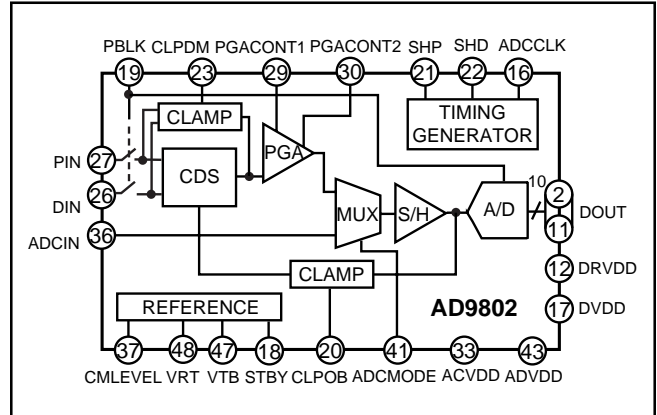 PBLK CLPDM PGACONT1 PGACONT2 SHP SHD ADCCLK
19 23 29 30 21 22 16
CLAMP
TIMING
GENERATOR
PGA
PIN 27
CDS
DIN 26
MUX S/H A/D 10 2
DOUT
11
ADCIN 36
CLAMP
12 DRVDD
REFERENCE
AD9802
17 DVDD
37 48 47 18 20 41 33 43
CMLEVEL VRT VTB STBY CLPOB ADCMODE ACVDD ADVDD